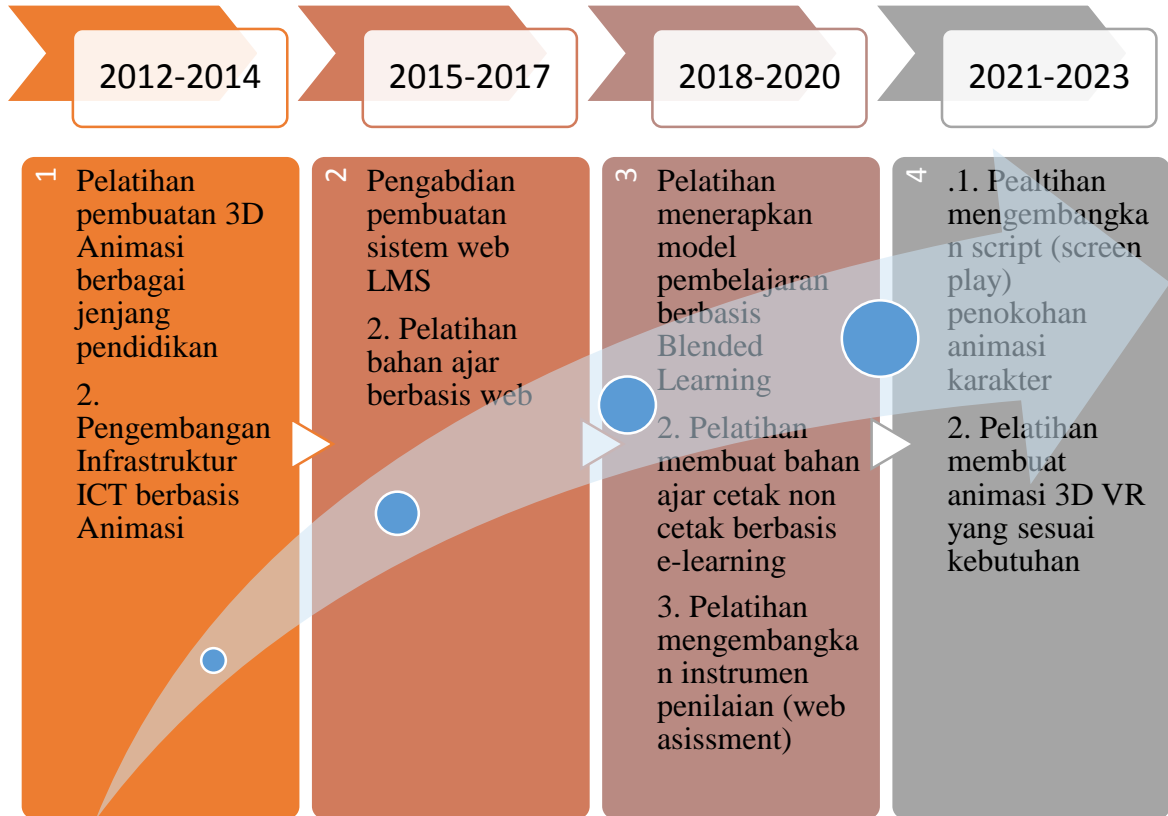 2012-2014
2015-2017
2018-2020
2021-2023
1
Pelatihan
pembuatan 3D
Animasi
berbagai
jenjang
pendidikan
2.
Pengembangan
Infrastruktur
ICT berbasis
Animasi
2
Pengabdian
pembuatan
sistem web
LMS
2. Pelatihan
bahan ajar
berbasis web
3
Pelatihan
menerapkan
model
pembelajaran
berbasis
Blended
Learning
2. Pelatihan
membuat bahan
ajar cetak non
cetak berbasis
e-learning
3. Pelatihan
mengembangka
n instrumen
penilaian (web
asissment)
4
.1. Pealtihan
mengembangka
n script (screen
play)
penokohan
animasi
karakter
2. Pelatihan
membuat
animasi 3D VR
yang sesuai
kebutuhan